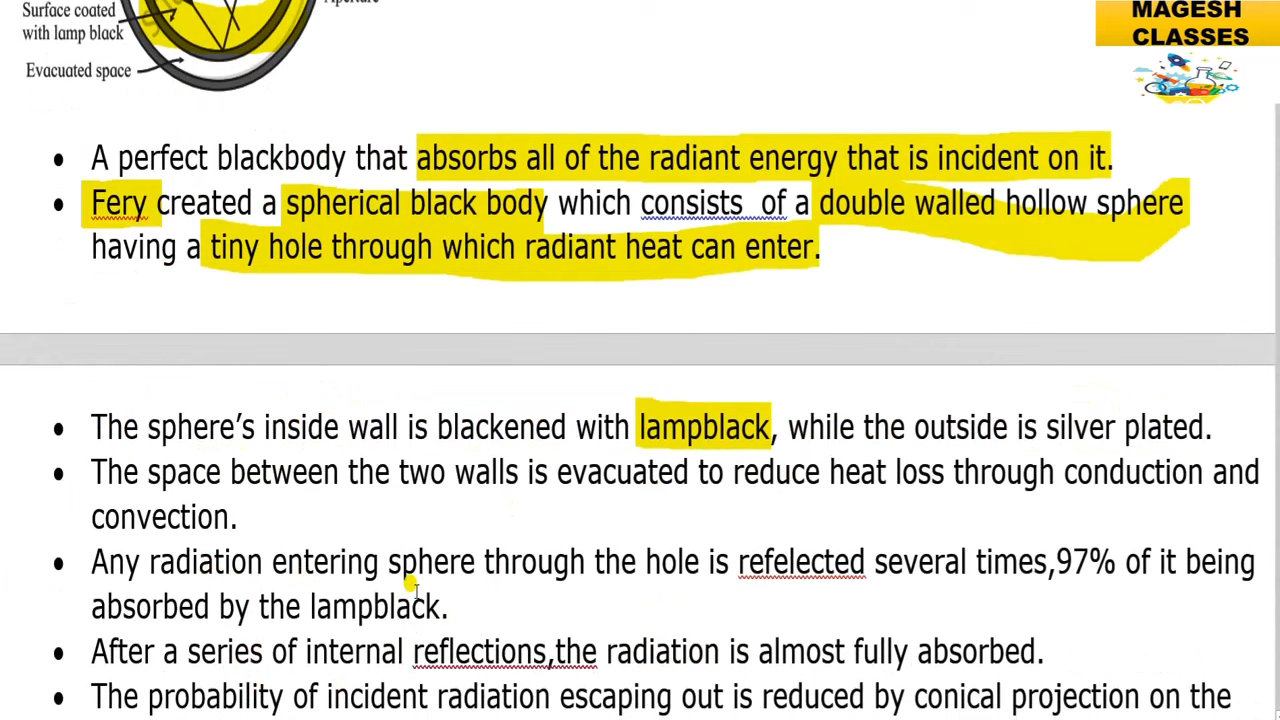 Surface coated
with lamp black
Evacuated space
MAGESH
CLASSES
• A perfect blackbody that absorbs all of the radiant energy that is incident on it.
• Fery created a spherical black body which consists of a double walled hollow sphere
having a tiny hole through which radiant heat can enter.
• The sphere's inside wall is blackened with lampblack, while the outside is silver plated.
• The space between the two walls is evacuated to reduce heat loss through conduction and
convection.
• Any radiation entering sphere through the hole is refelected several times,97% of it being
absorbed by the lampblack.
• After a series of internal reflections,the radiation is almost fully absorbed.
• The probability of incident radiation escaping out is reduced by conical projection on the